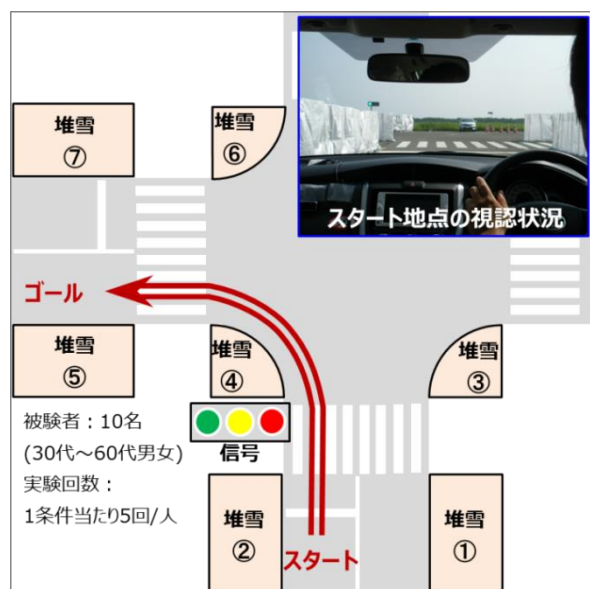 堆雪
⑦
堆雪
⑥
スタート地点の視認状況
ゴール
堆雪
⑤
堆雪
④
堆雪
③
被験者：10名
(30代～60代男女)
実験回数：
1条件当たり5回/人
信号
堆雪
②
スタート
堆雪
①